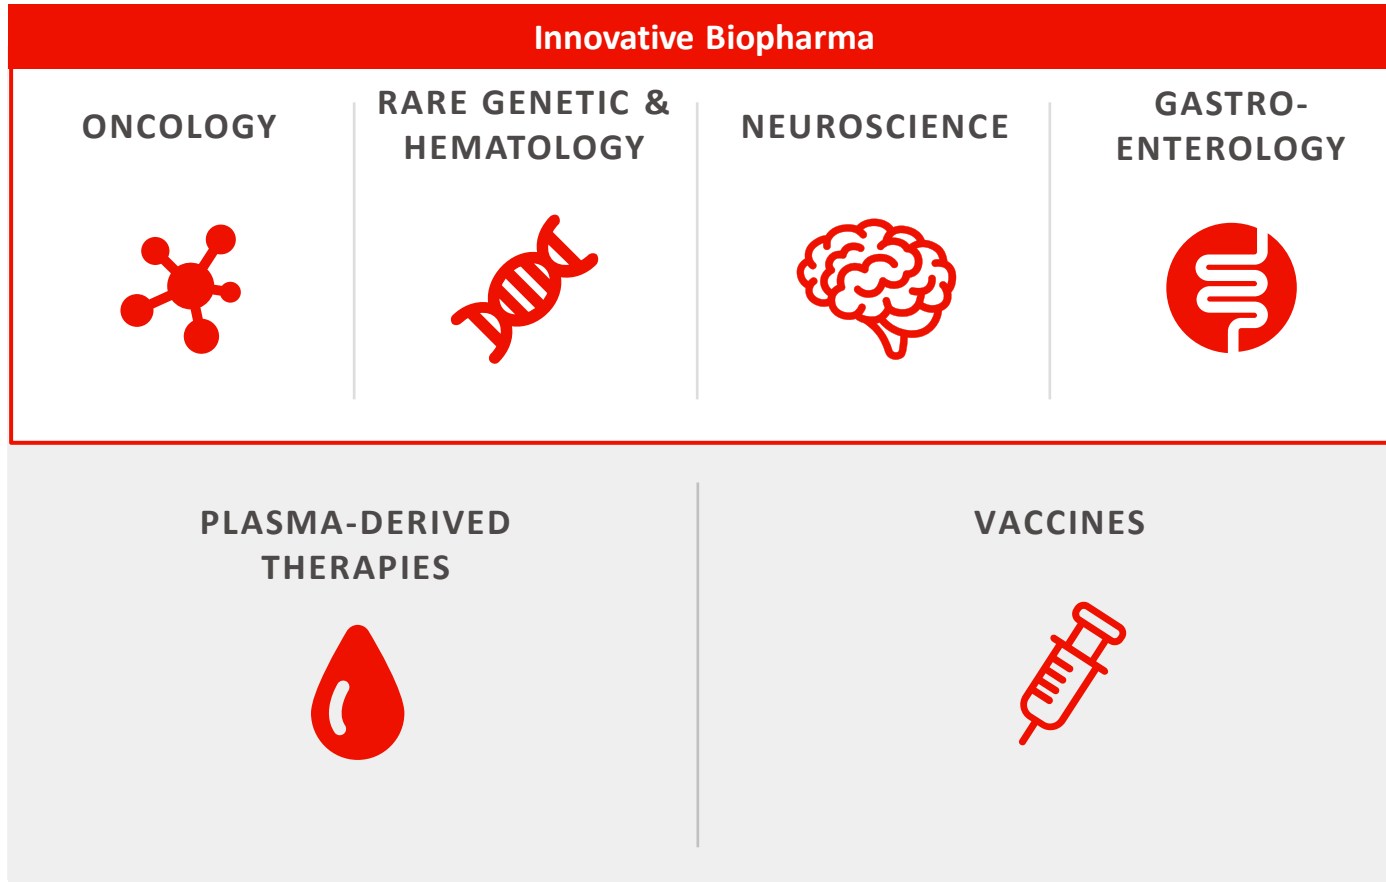 Innovative Biopharma
ONCOLOGY
RARE GENETIC &
HEMATOLOGY
NEUROSCIENCE
GASTRO-
ENTEROLOGY
PLASMA-DERIVED
THERAPIES
VACCINES